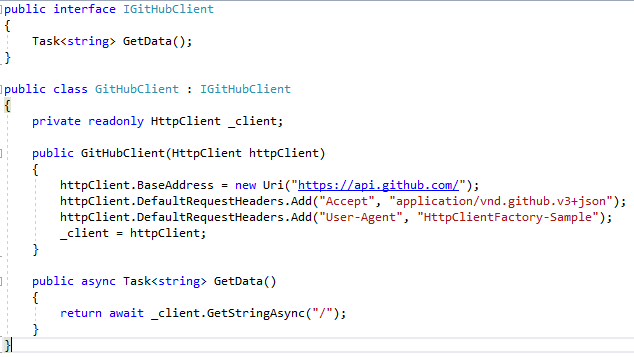 public interface IGitHubClient
{
    Task<string> GetData();
}
public class GitHubClient : IGitHubClient
{
    private readonly HttpClient _client;
    public GitHubClient(HttpClient httpClient)
    {
        httpClient.BaseAddress = new Uri("https://api.github.com/");
        httpClient.DefaultRequestHeaders.Add("Accept", "application/vnd.github.v3+json");
        httpClient.DefaultRequestHeaders.Add("User-Agent", "HttpClientFactory-Sample");
        _client = httpClient;
    }
    public async Task<string> GetData()
    {
        return await _client.GetStringAsync("/");
    }
}